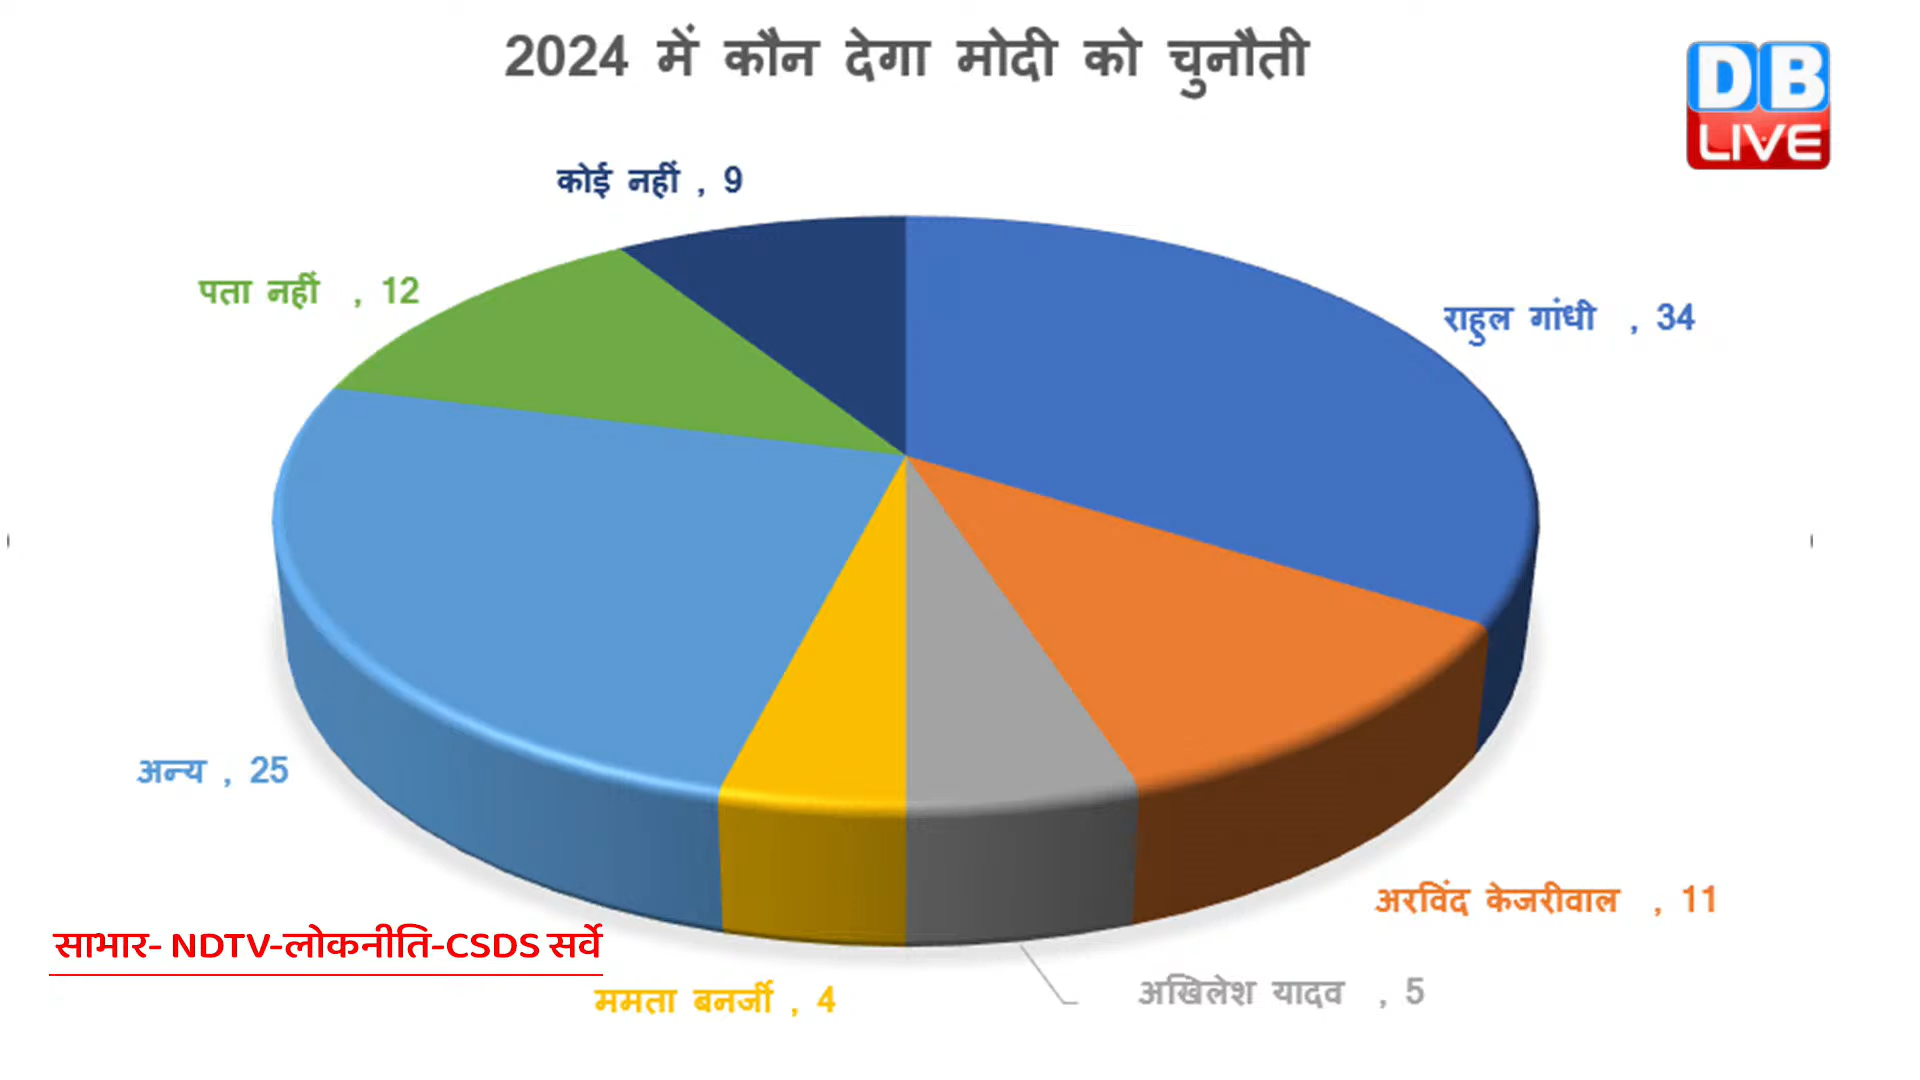 2024 में कौन देगा मोदी को चुनौती
DB
LIVE
कोई नहीं , 9
पता नहीं , 12
राहुल गांधी , 34
अन्य , 25
अरविंद केजरीवाल , 11
साभार- NDTV-लोकनीति-CSDS सर्वे
ममता बनर्जी , 4
अखिलेश यादव , 5